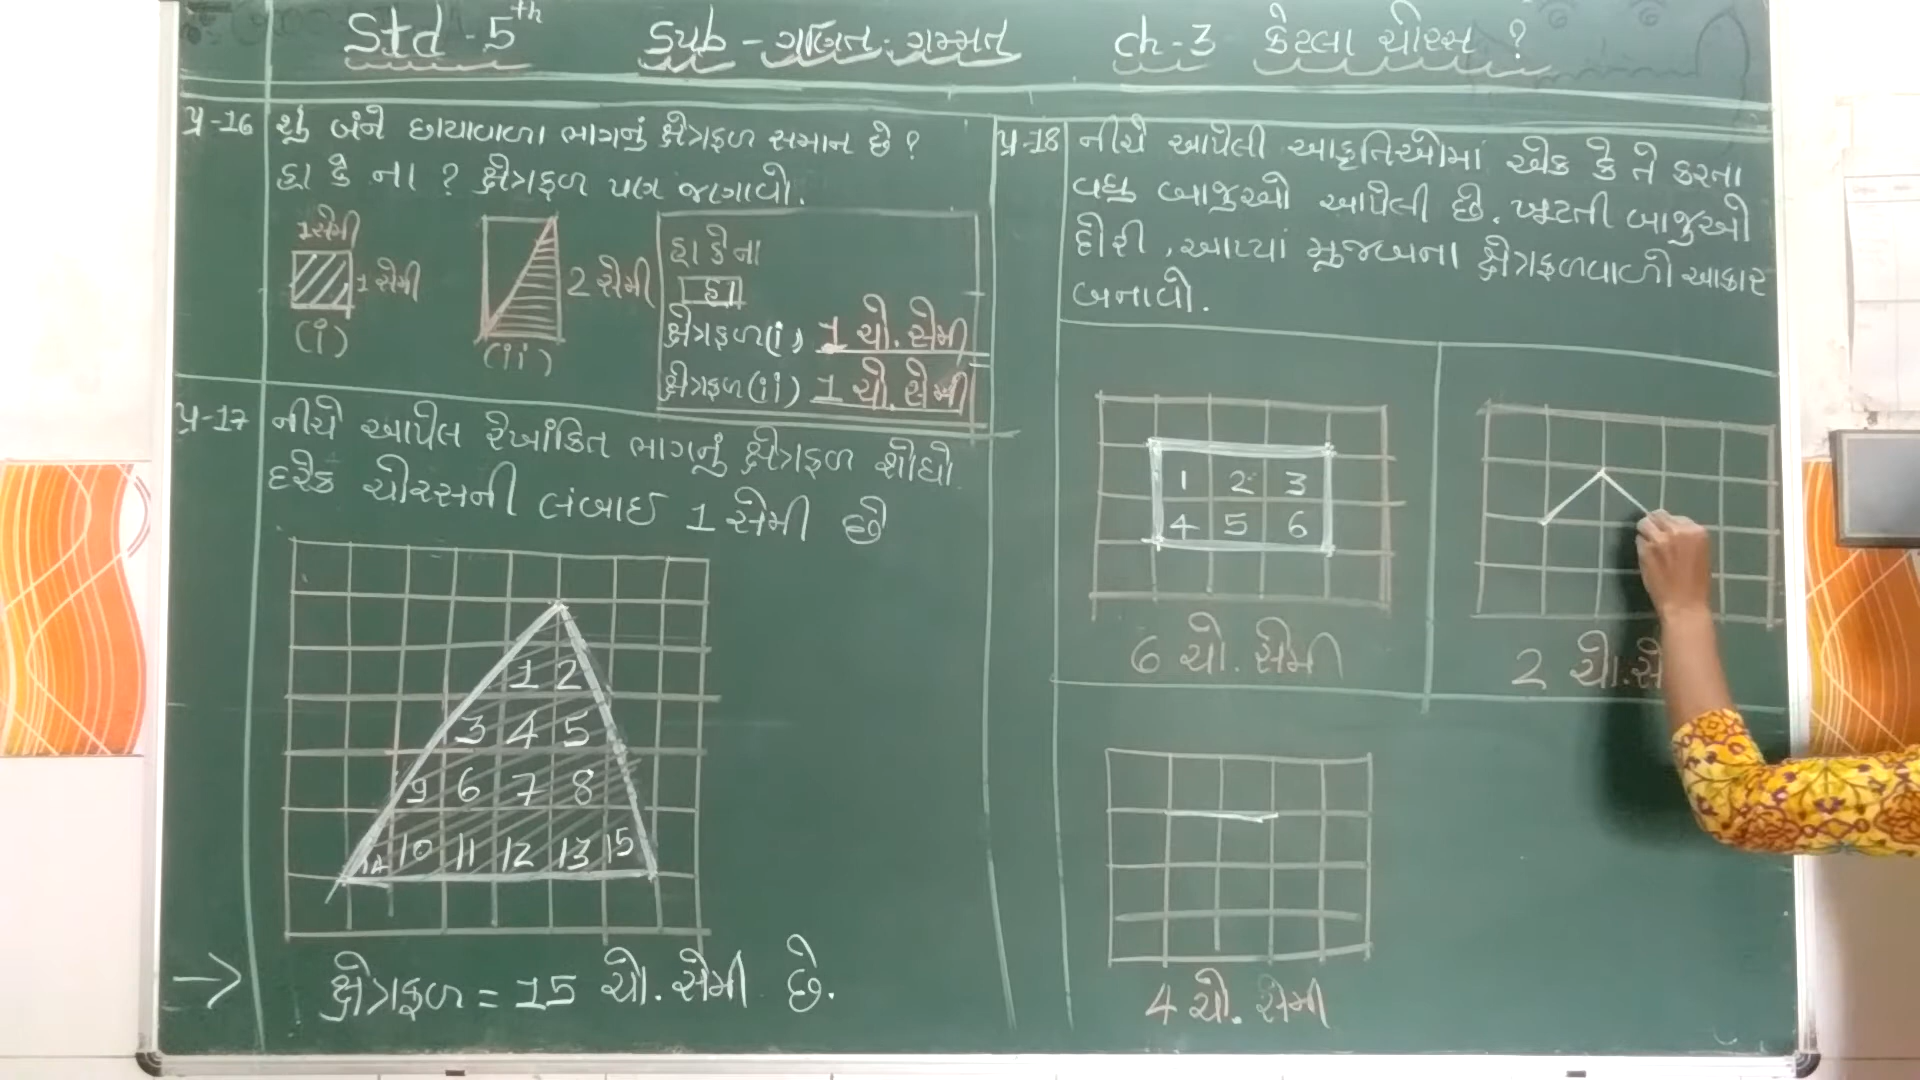 Std - 5th Sub - ગણિત-ગમ્મત ch-3 કેટલા ચોરસ ?
પ્ર-16 શું બંને છાયાવાળા ભાગનું ક્ષેત્રફળ સમાન છે ?
હા કે ના ? ક્ષેત્રફળ પણ જણાવો.
1સેમી
1 સેમી
(i)
2 સેમી
(ii)
હા કે ના
હા
ક્ષેત્રફળ(i) 1 ચો. સેમી
ક્ષેત્રફળ(ii) 1 ચો. સેમી
પ્ર-17 નીચે આપેલ રેખાંકિત ભાગનું ક્ષેત્રફળ શોધો
દરેક ચોરસની લંબાઈ 1 સેમી છે
1 2
3 4 5
9 6 7 8
14 10 11 12 13 15
→ ક્ષેત્રફળ = 15 ચો. સેમી છે.
પ્ર-18 નીચે આપેલી આકૃતિઓમાં એક કે તે કરતા
વધુ બાજુઓ આપેલી છે. ખૂટતી બાજુઓ
દોરી, આપ્યાં મુજબના ક્ષેત્રફળવાળો આકાર
બનાવો.
1 2 3
4 5 6
6 ચો. સેમી
2 ચો.સે
4 ચો. સેમી